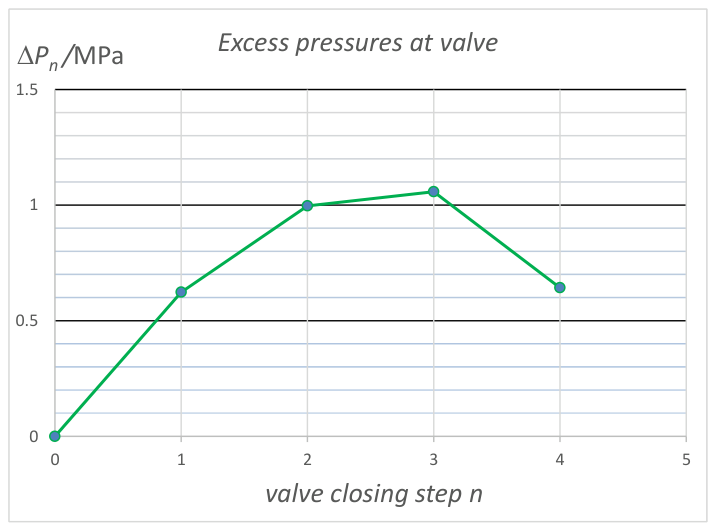 Excess pressures at valve
ΔPn/MPa
1.5
1
0.5
0
0 1 2 3 4 5
valve closing step n